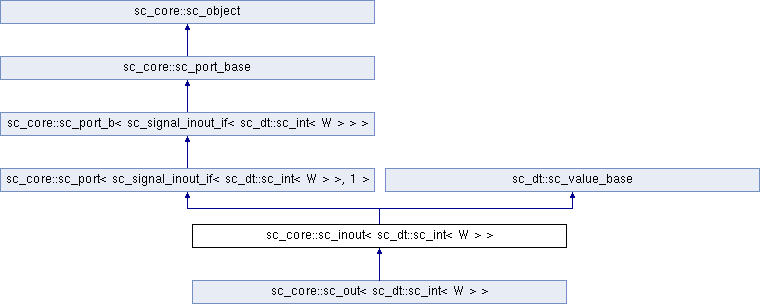 sc_core::sc_object
sc_core::sc_port_base
sc_core::sc_port_b< sc_signal_inout_if< sc_dt::sc_int< W > > >
sc_core::sc_port< sc_signal_inout_if< sc_dt::sc_int< W > >, 1 >
sc_dt::sc_value_base
sc_core::sc_inout< sc_dt::sc_int< W > >
sc_core::sc_out< sc_dt::sc_int< W > >